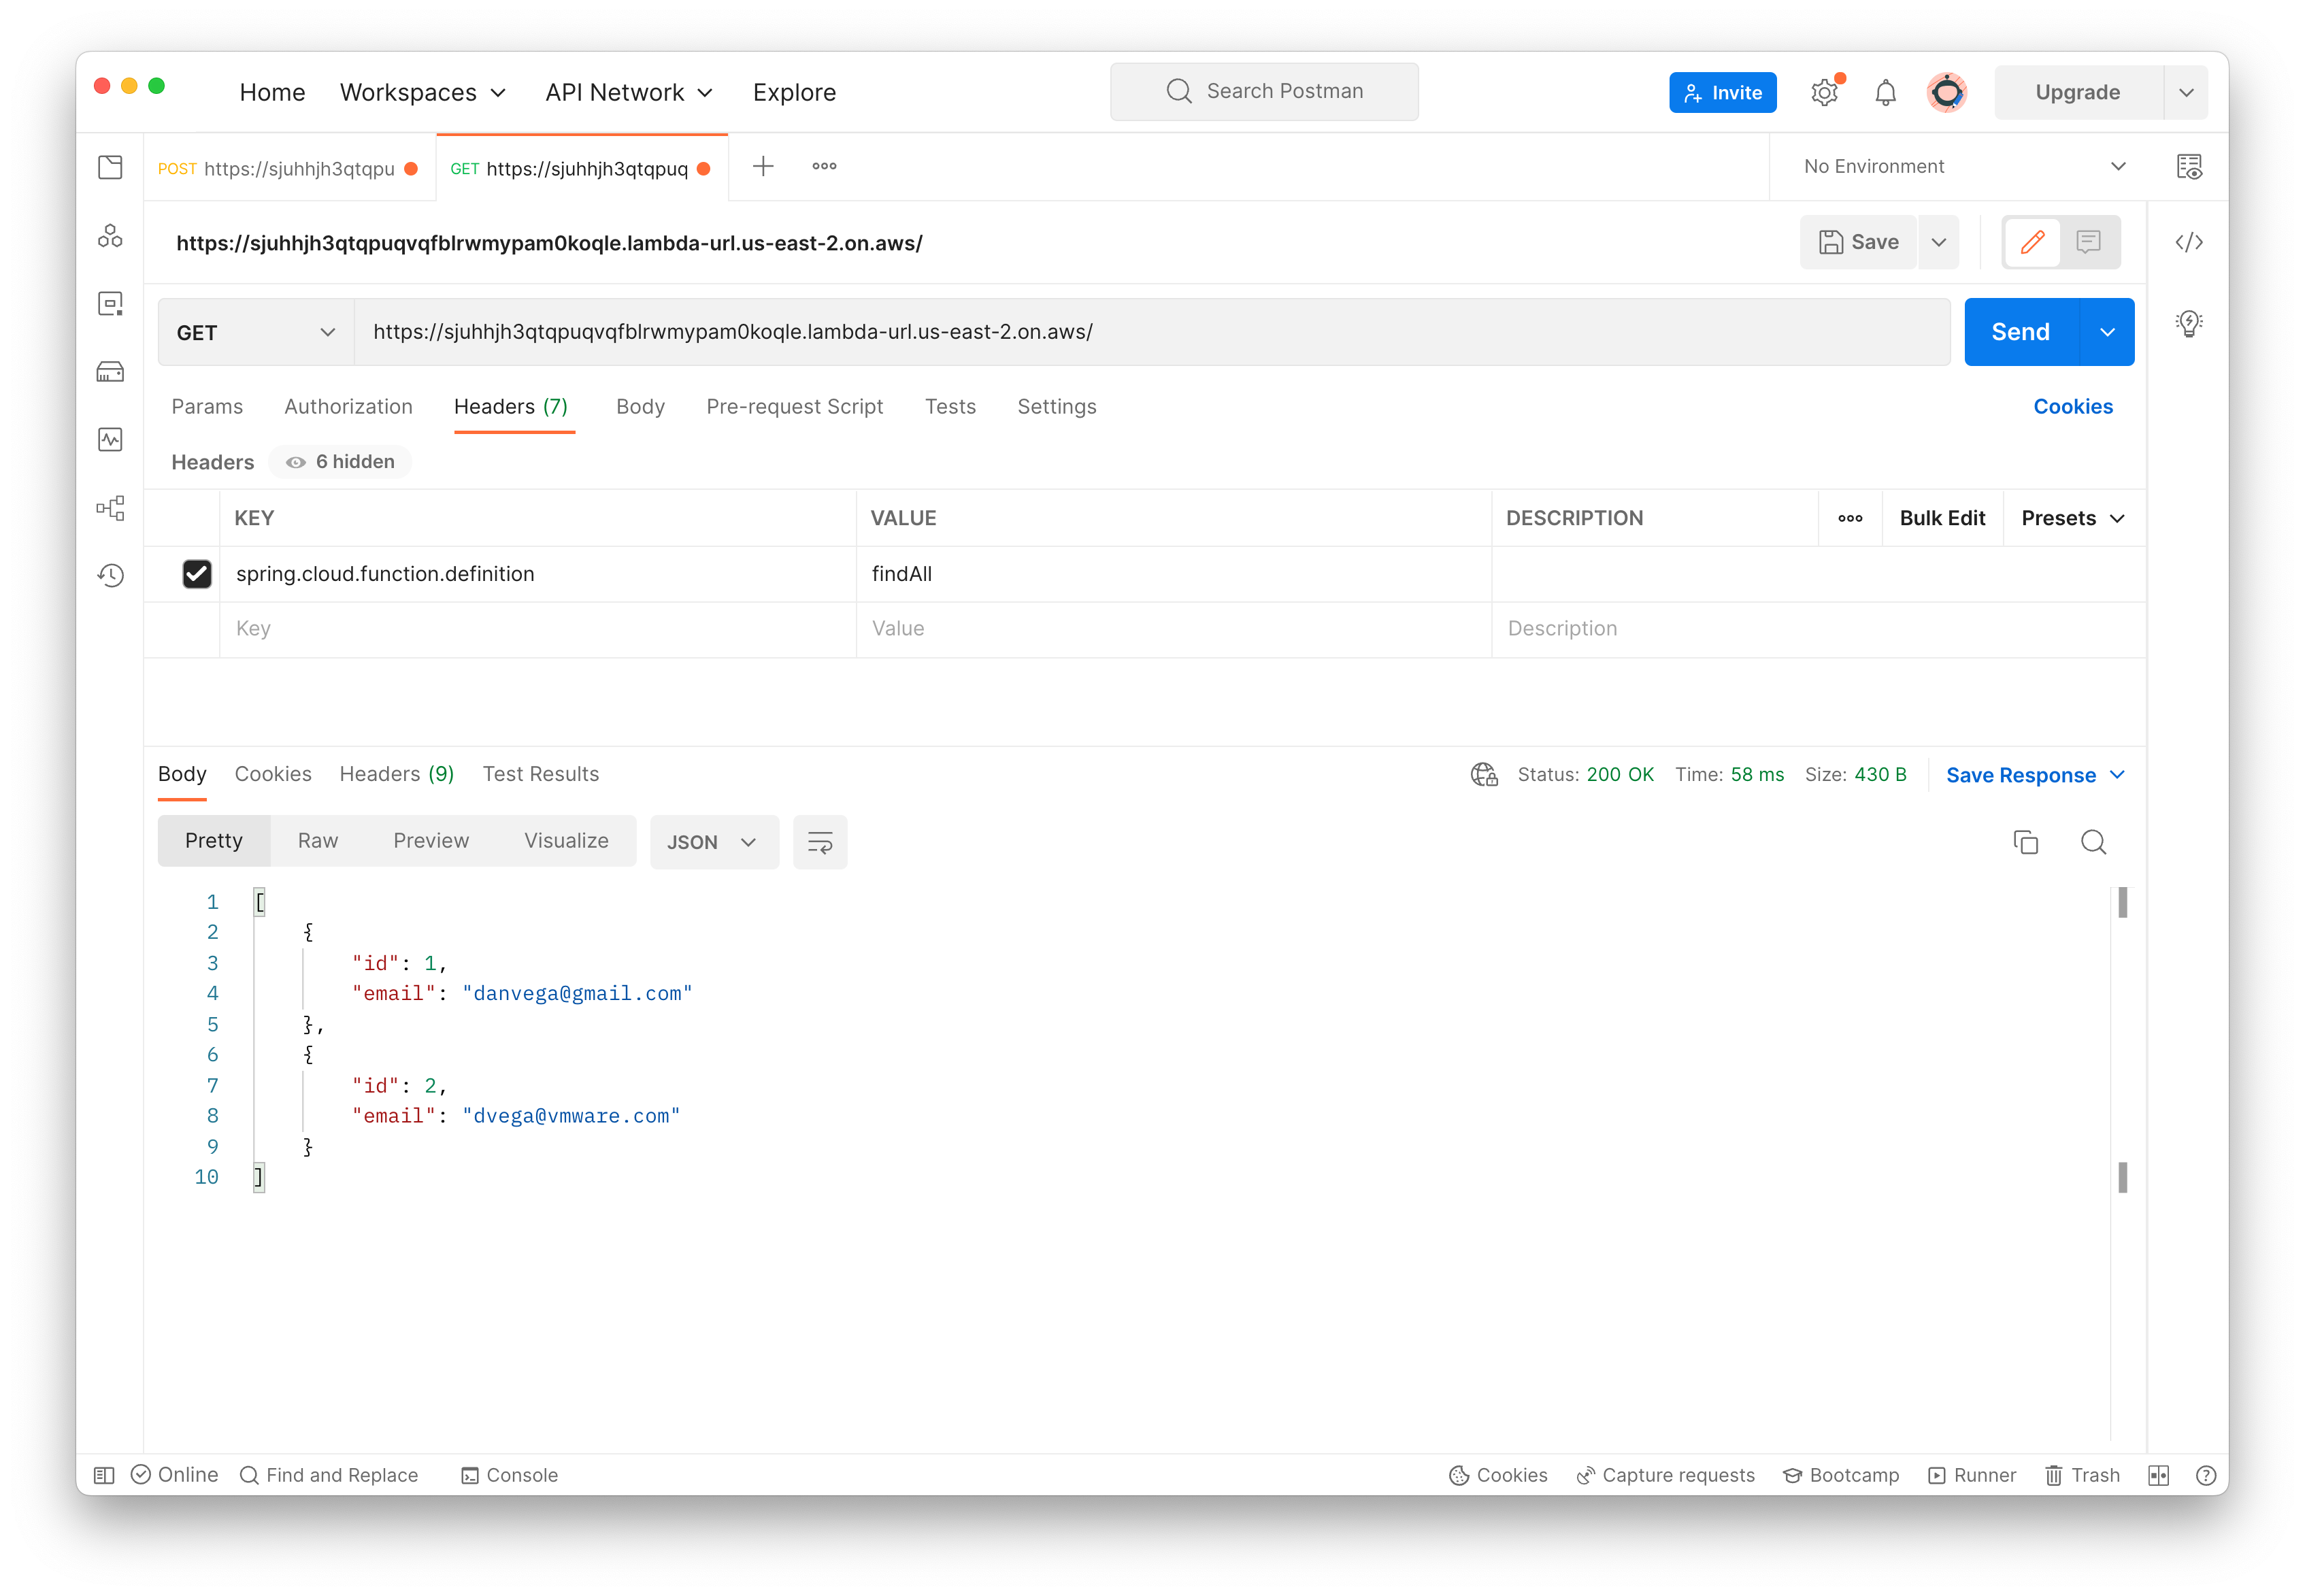 Home Workspaces API Network Explore Search Postman Invite Upgrade
POST https://sjuhhjh3qtqpu GET https://sjuhhjh3qtqpuq No Environment
https://sjuhhjh3qtqpuqvqfblrwmypam0koqle.lambda-url.us-east-2.on.aws/ Save
GET https://sjuhhjh3qtqpuqvqfblrwmypam0koqle.lambda-url.us-east-2.on.aws/ Send
Params Authorization Headers (7) Body Pre-request Script Tests Settings Cookies
Headers 6 hidden
KEY VALUE DESCRIPTION Bulk Edit Presets
spring.cloud.function.definition findAll
Key Value Description
Body Cookies Headers (9) Test Results Status: 200 OK Time: 58 ms Size: 430 B Save Response
Pretty Raw Preview Visualize JSON
1 [
2 {
3 "id": 1,
4 "email": "danvega@gmail.com"
5 },
6 {
7 "id": 2,
8 "email": "dvega@vmware.com"
9 }
10 ]
Online Find and Replace Console Cookies Capture requests Bootcamp Runner Trash